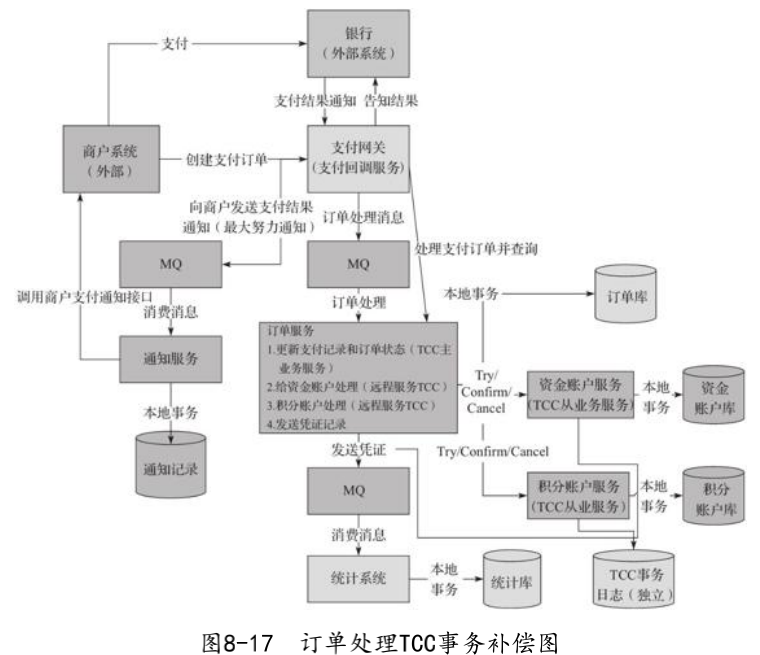 银行
（外部系统）
支付
支付结果通知
告知结果
商户系统
（外部）
创建支付订单
支付网关
(支付回调服务)
向商户发送支付结果
通知（最大努力通知）
订单处理消息
处理支付订单并查询
MQ
MQ
调用商户支付通知接口
消费消息
订单处理
本地事务
订单库
通知服务
订单服务
1.更新支付记录和订单状态（TCC主
业务服务）
2.给资金账户处理（远程服务TCC）
3.积分账户处理（远程服务TCC）
4.发送凭证记录
Try/
Confirm/
Cancel
资金账户服务
(TCC从业务服务)
本地
事务
资金
账户库
本地事务
通知记录
发送凭证
Try/Confirm/Cancel
MQ
积分账户服务
(TCC从业服务)
本地
事务
积分
账户库
消费消息
统计系统
本地
事务
统计库
TCC事务
日志（独立）
图8-17 订单处理TCC事务补偿图